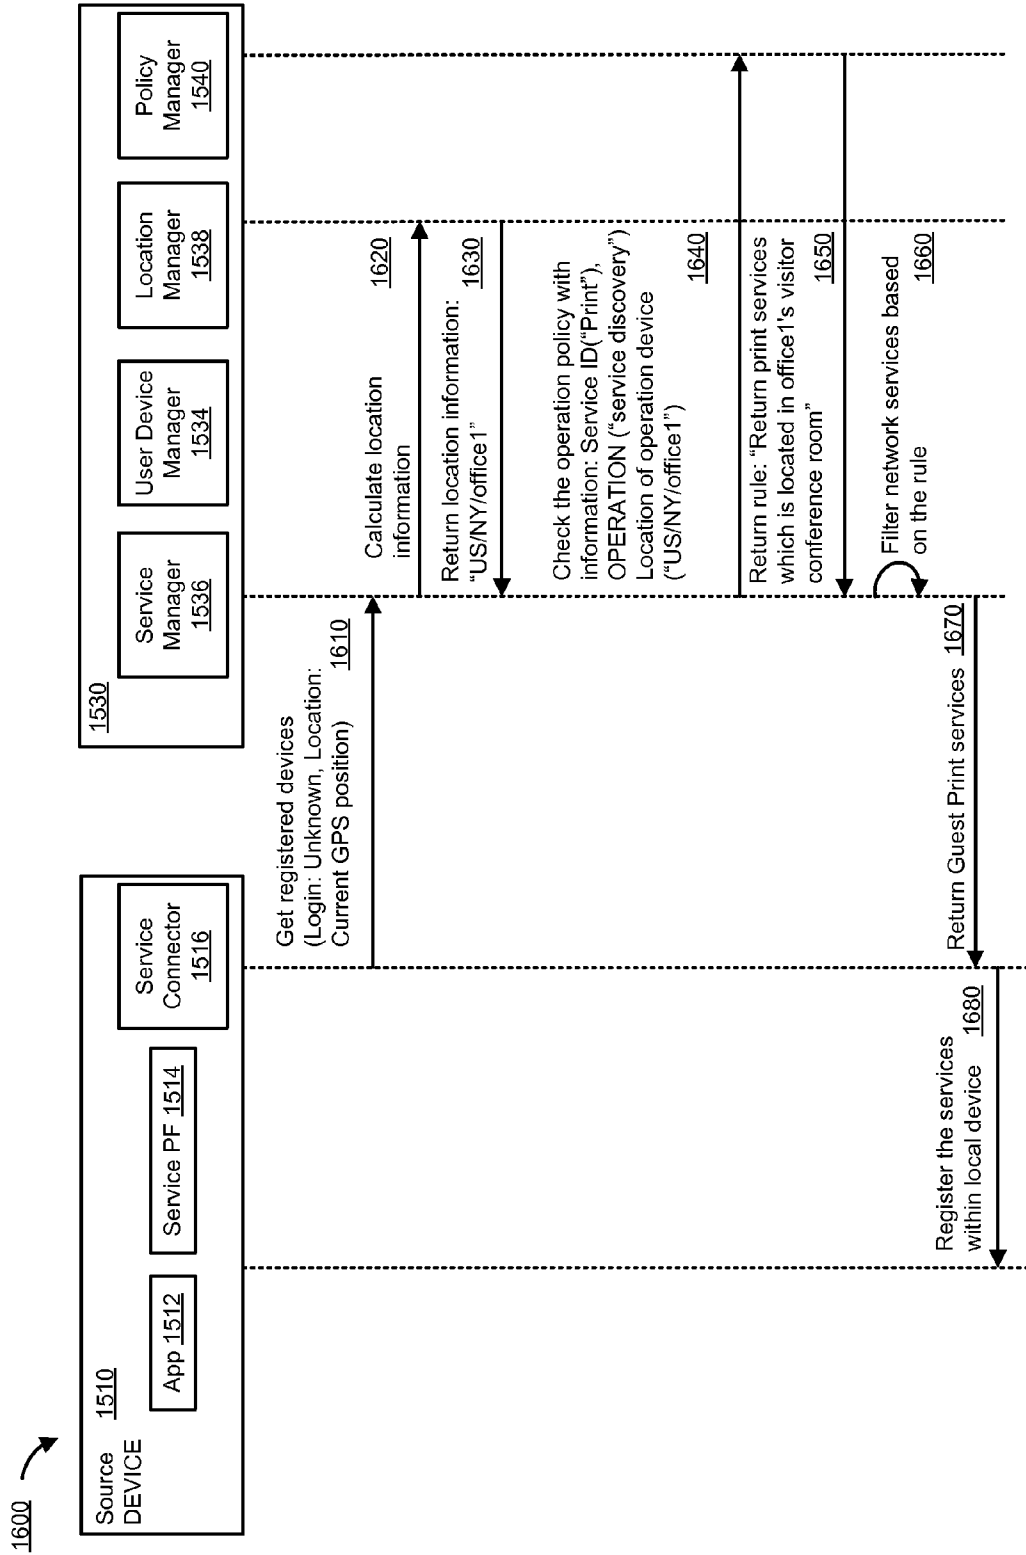 1600
Source
DEVICE
1510
App 1512
Service PF 1514
Service
Connector
1516
1530
Service
Manager
1536
User Device
Manager
1534
Location
Manager
1538
Policy
Manager
1540
Get registered devices
(Login: Unknown, Location:
Current GPS position)
1610
Calculate location
information
1620
Return location information:
“US/NY/office1”
1630
Check the operation policy with
information: Service ID(“Print”),
OPERATION (“service discovery”)
Location of operation device
(“US/NY/office1”)
1640
Return rule: “Return print services
which is located in office1's visitor
conference room”
1650
Filter network services based
on the rule
1660
Return Guest Print services
1670
Register the services
within local device
1680